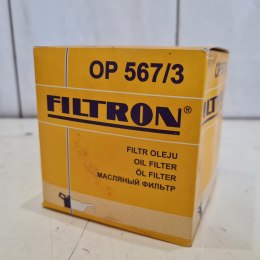 OP 567/3
FILTRON®
FILTR OLEJU
OIL FILTER
ÖL FILTER
МАСЛЯНЫЙ ФИЛЬТР